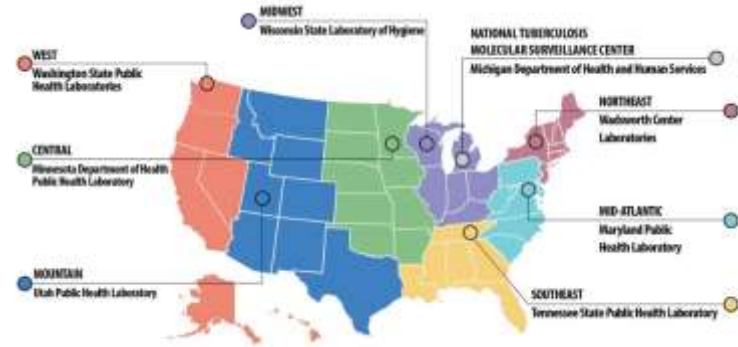 MIDWEST
Wisconsin State Laboratory of Hygiene
NATIONAL TUBERCULOSIS
MOLECULAR SURVEILLANCE CENTER
Michigan Department of Health and Human Services
WEST
Washington State Public
Health Laboratories
NORTHEAST
Wadsworth Center
Laboratories
CENTRAL
Minnesota Department of Health
Public Health Laboratory
MID-ATLANTIC
Maryland Public
Health Laboratory
MOUNTAIN
Utah Public Health Laboratory
SOUTHEAST
Tennessee State Public Health Laboratory